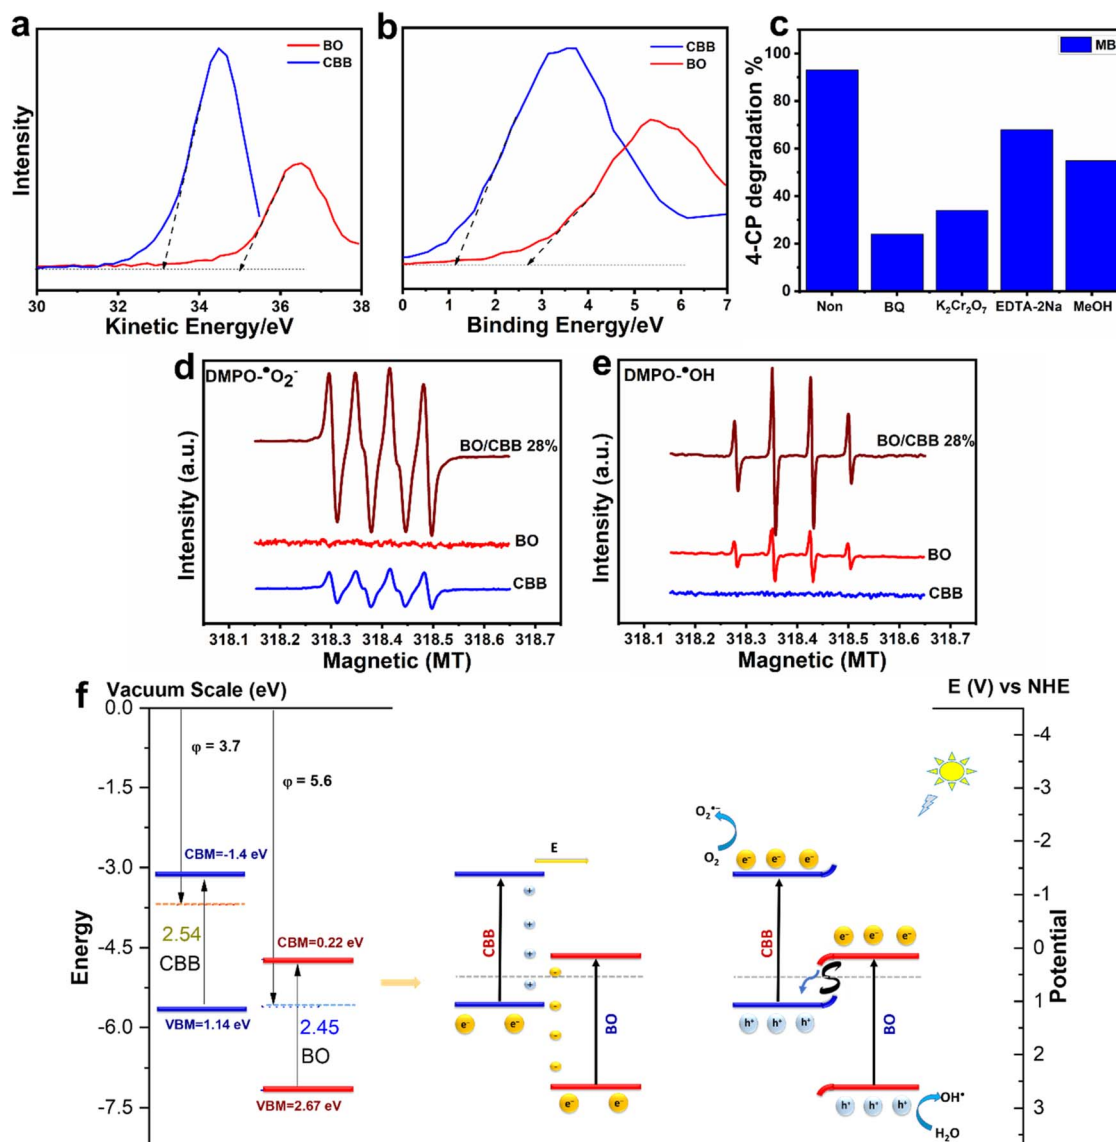 a
BO
CBB
Intensity
30 32 34 36 38
Kinetic Energy/eV
b
CBB
BO
0 1 2 3 4 5 6 7
Binding Energy/eV
c
MB
4-CP degradation %
100
80
60
40
20
0
Non BQ K₂Cr₂O₇ EDTA-2Na MeOH
d
DMPO-•O₂⁻
BO/CBB 28%
BO
CBB
Intensity (a.u.)
318.1 318.2 318.3 318.4 318.5 318.6 318.7
Magnetic (MT)
e
DMPO-•OH
BO/CBB 28%
BO
CBB
Intensity (a.u.)
318.1 318.2 318.3 318.4 318.5 318.6 318.7
Magnetic (MT)
f
Vacuum Scale (eV)
E (V) vs NHE
0.0
-1.5
-3.0
-4.5
-6.0
-7.5
Energy
φ = 3.7
φ = 5.6
CBM=-1.4 eV
2.54
CBB
VBM=1.14 eV
CBM=0.22 eV
2.45
BO
VBM=2.67 eV
E
CBB
+
+
+
+
−
−
−
−
BO
e⁻ e⁻
e⁻ e⁻
O₂•⁻
O₂
e⁻ e⁻ e⁻
CBB
h⁺ h⁺ h⁺
e⁻ e⁻ e⁻
BO
h⁺ h⁺ h⁺
OH•
H₂O
-4
-3
-2
-1
0
1
2
3
Potential